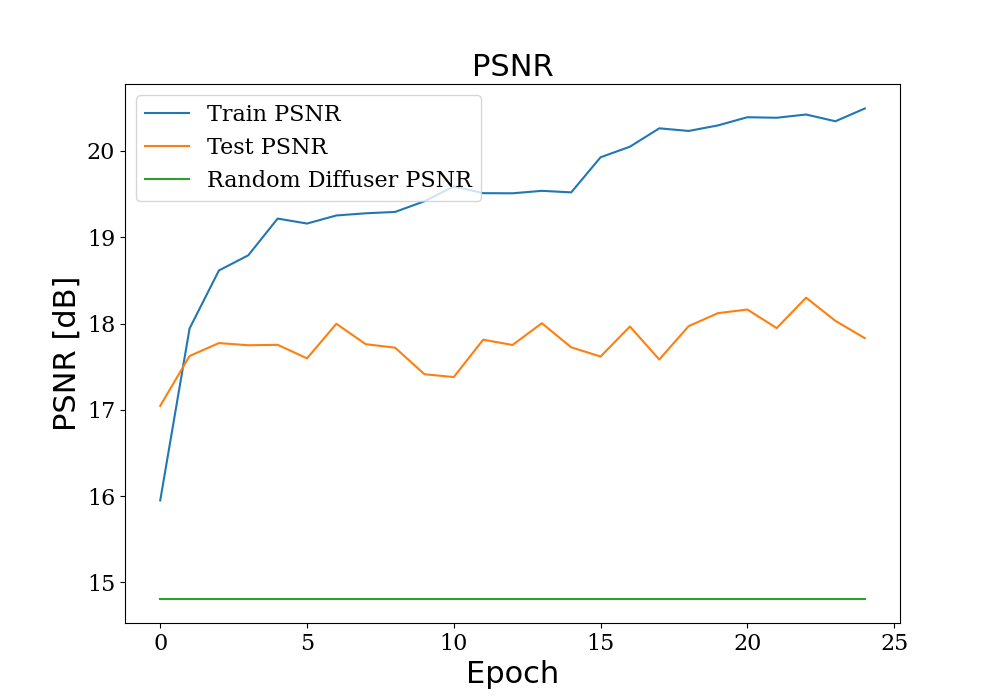 PSNR
Train PSNR
Test PSNR
Random Diffuser PSNR
PSNR [dB]
20
19
18
17
16
15
0 5 10 15 20 25
Epoch